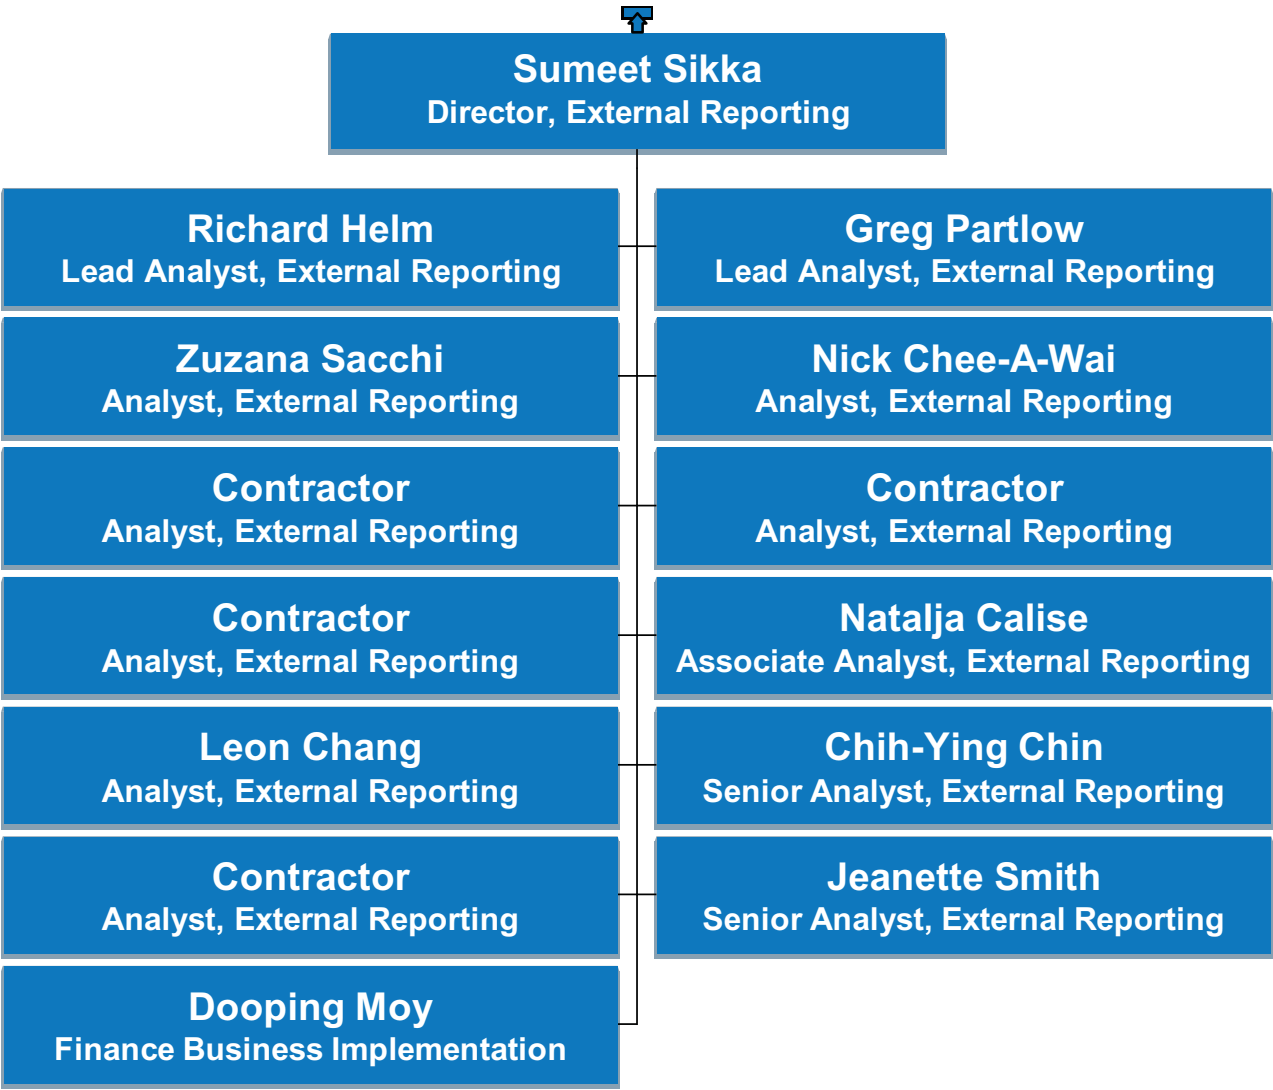 Sumeet Sikka
Director, External Reporting
Richard Helm
Lead Analyst, External Reporting
Greg Partlow
Lead Analyst, External Reporting
Zuzana Sacchi
Analyst, External Reporting
Nick Chee-A-Wai
Analyst, External Reporting
Contractor
Analyst, External Reporting
Contractor
Analyst, External Reporting
Contractor
Analyst, External Reporting
Natalja Calise
Associate Analyst, External Reporting
Leon Chang
Analyst, External Reporting
Chih-Ying Chin
Senior Analyst, External Reporting
Contractor
Analyst, External Reporting
Jeanette Smith
Senior Analyst, External Reporting
Dooping Moy
Finance Business Implementation